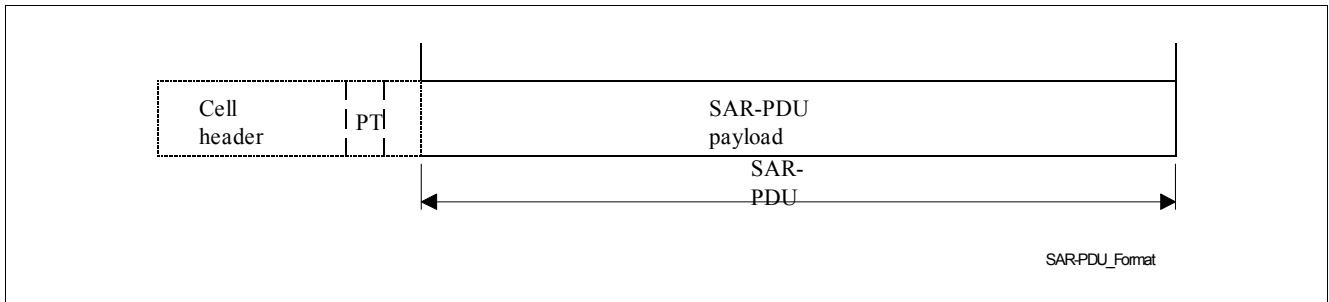 Cell
header
PT
SAR-PDU
payload
SAR-
PDU
SAR-PDU_Format